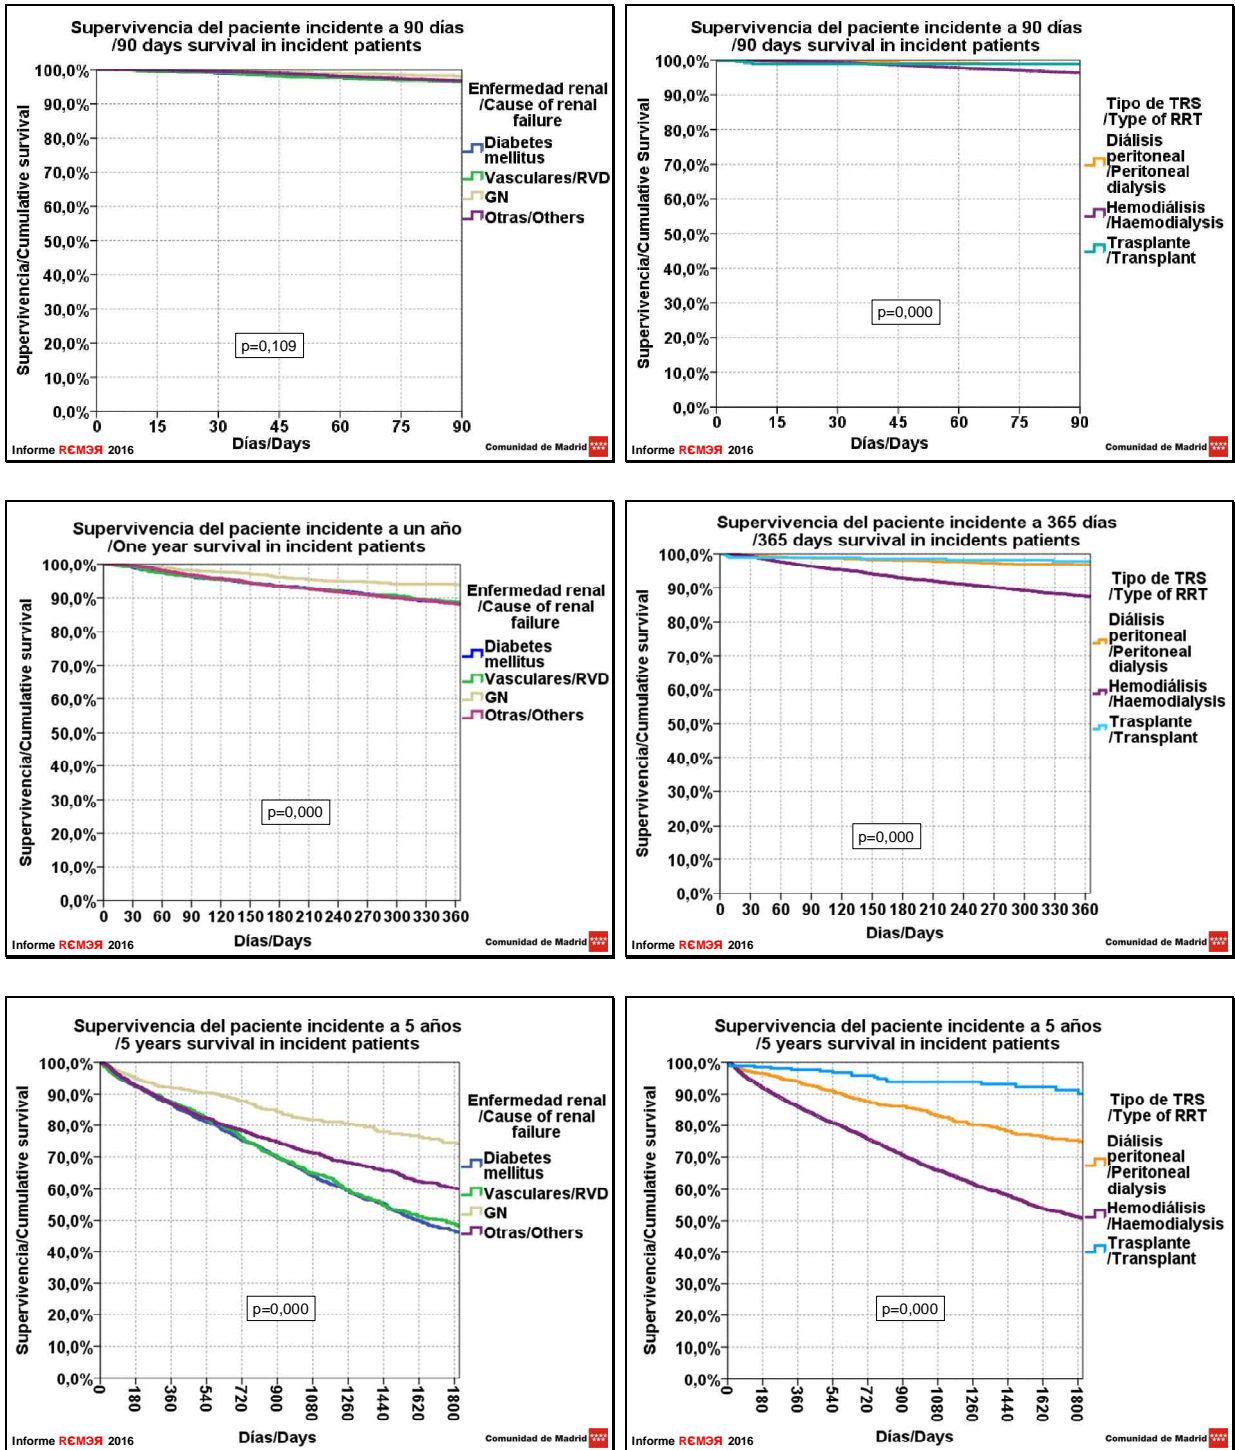 Supervivencia del paciente incidente a 90 días
/90 days survival in incident patients
Supervivencia/Cumulative survival
100,0%
90,0%
80,0%
70,0%
60,0%
50,0%
40,0%
30,0%
20,0%
10,0%
0,0%
0 15 30 45 60 75 90
Días/Days
p=0,109
Enfermedad renal
/Cause of renal
failure
Diabetes
mellitus
Vasculares/RVD
GN
Otras/Others
Informe RЄMЭЯ 2016
Comunidad de Madrid
Supervivencia del paciente incidente a 90 días
/90 days survival in incident patients
Supervivencia/Cumulative Survival
100,0%
90,0%
80,0%
70,0%
60,0%
50,0%
40,0%
30,0%
20,0%
10,0%
0,0%
0 15 30 45 60 75 90
Días/Days
p=0,000
Tipo de TRS
/Type of RRT
Diálisis
peritoneal
/Peritoneal
dialysis
Hemodiálisis
/Haemodialysis
Trasplante
/Transplant
Informe RЄMЭЯ 2016
Comunidad de Madrid
Supervivencia del paciente incidente a un año
/One year survival in incident patients
Supervivencia/Cumulative survival
100,0%
90,0%
80,0%
70,0%
60,0%
50,0%
40,0%
30,0%
20,0%
10,0%
0,0%
0 30 60 90 120 150 180 210 240 270 300 330 360
Días/Days
p=0,000
Enfermedad renal
/Cause of renal
failure
Diabetes
mellitus
Vasculares/RVD
GN
Otras/Others
Informe RЄMЭЯ 2016
Comunidad de Madrid
Supervivencia del paciente incidente a 365 días
/365 days survival in incidents patients
Supervivencia/Cumulative survival
100,0%
90,0%
80,0%
70,0%
60,0%
50,0%
40,0%
30,0%
20,0%
10,0%
0,0%
0 30 60 90 120 150 180 210 240 270 300 330 360
Dias/Days
p=0,000
Tipo de TRS
/Type of RRT
Diálisis
peritoneal
/Peritoneal
dialysis
Hemodiálisis
/Haemodialysis
Trasplante
/Transplant
Informe RЄMЭЯ 2016
Comunidad de Madrid
Supervivencia del paciente incidente a 5 años
/5 years survival in incident patients
Supervivencia/Cumulative survival
100,0%
90,0%
80,0%
70,0%
60,0%
50,0%
40,0%
30,0%
20,0%
10,0%
0,0%
0 180 360 540 720 900 1080 1260 1440 1620 1800
Días/Days
p=0,000
Enfermedad renal
/Cause of renal
failure
Diabetes
mellitus
Vasculares/RVD
GN
Otras/Others
Informe RЄMЭЯ 2016
Comunidad de Madrid
Supervivencia del paciente incidente a 5 años
/5 years survival in incident patients
Supervivencia/Cumulative survival
100,0%
90,0%
80,0%
70,0%
60,0%
50,0%
40,0%
30,0%
20,0%
10,0%
0,0%
0 180 360 540 720 900 1080 1260 1440 1620 1800
Días/Days
p=0,000
Tipo de TRS
/Type of RRT
Diálisis
peritoneal
/Peritoneal
dialysis
Hemodiálisis
/Haemodialysis
Trasplante
/Transplant
Informe RЄMЭЯ 2016
Comunidad de Madrid